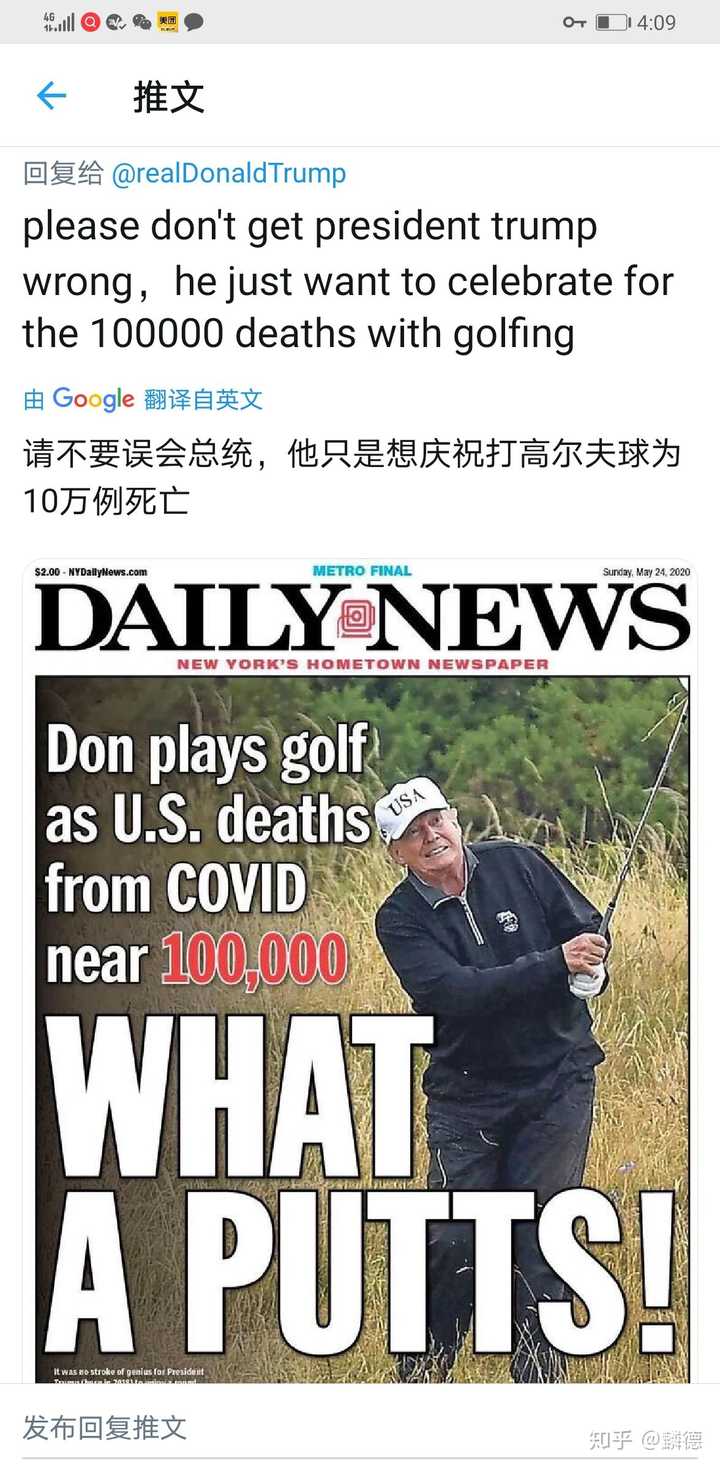 4G
美团
4:09
推文
回复给 @realDonaldTrump
please don't get president trump
wrong，he just want to celebrate for
the 100000 deaths with golfing
由 Google 翻译自英文
请不要误会总统，他只是想庆祝打高尔夫球为
10万例死亡
$2.00 - NYDailyNews.com METRO FINAL Sunday, May 24, 2020
DAILY NEWS
NEW YORK'S HOMETOWN NEWSPAPER
Don plays golf
as U.S. deaths
from COVID
near 100,000
USA
WHAT
A PUTTS!
It was no stroke of genius for President
发布回复推文
知乎 @麟德